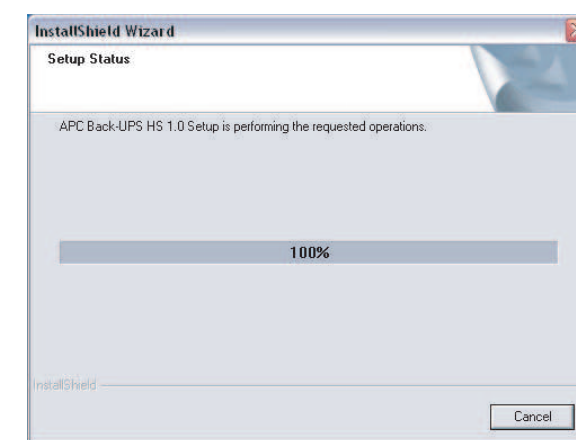 InstallShield Wizard
Setup Status
APC Back-UPS HS 1.0 Setup is performing the requested operations.
100%
InstallShield
Cancel